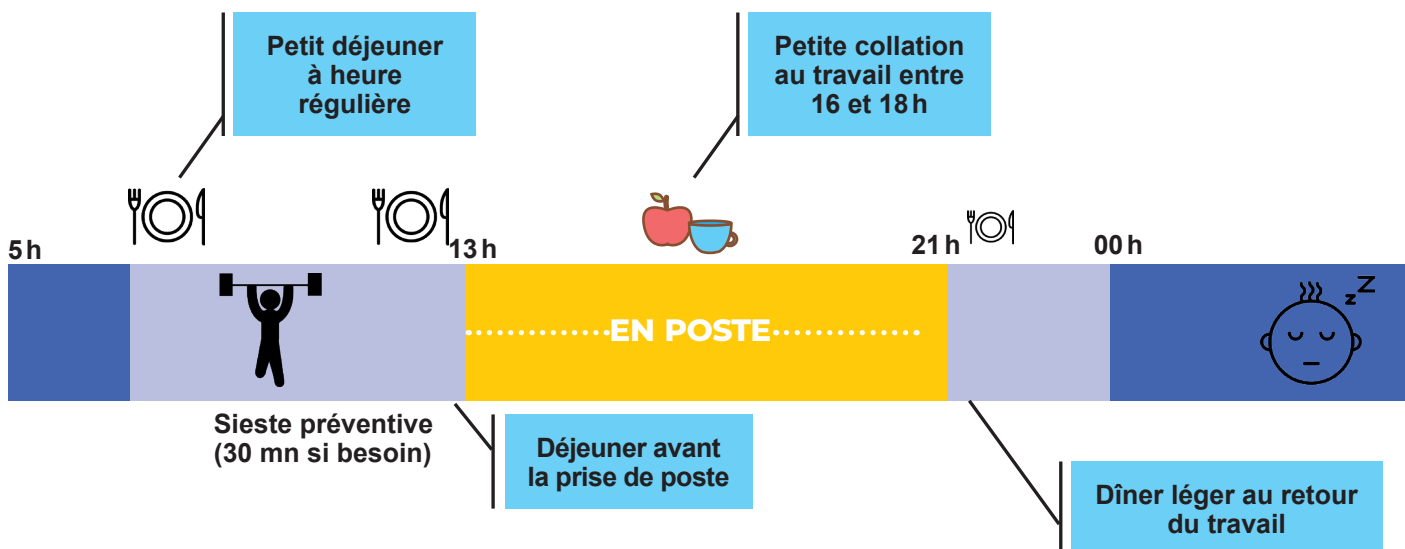 Petit déjeuner
à heure
régulière
Petite collation
au travail entre
16 et 18 h
5 h
13 h
21 h
00 h
z Z
EN POSTE
Sieste préventive
(30 mn si besoin)
Déjeuner avant
la prise de poste
Dîner léger au retour
du travail